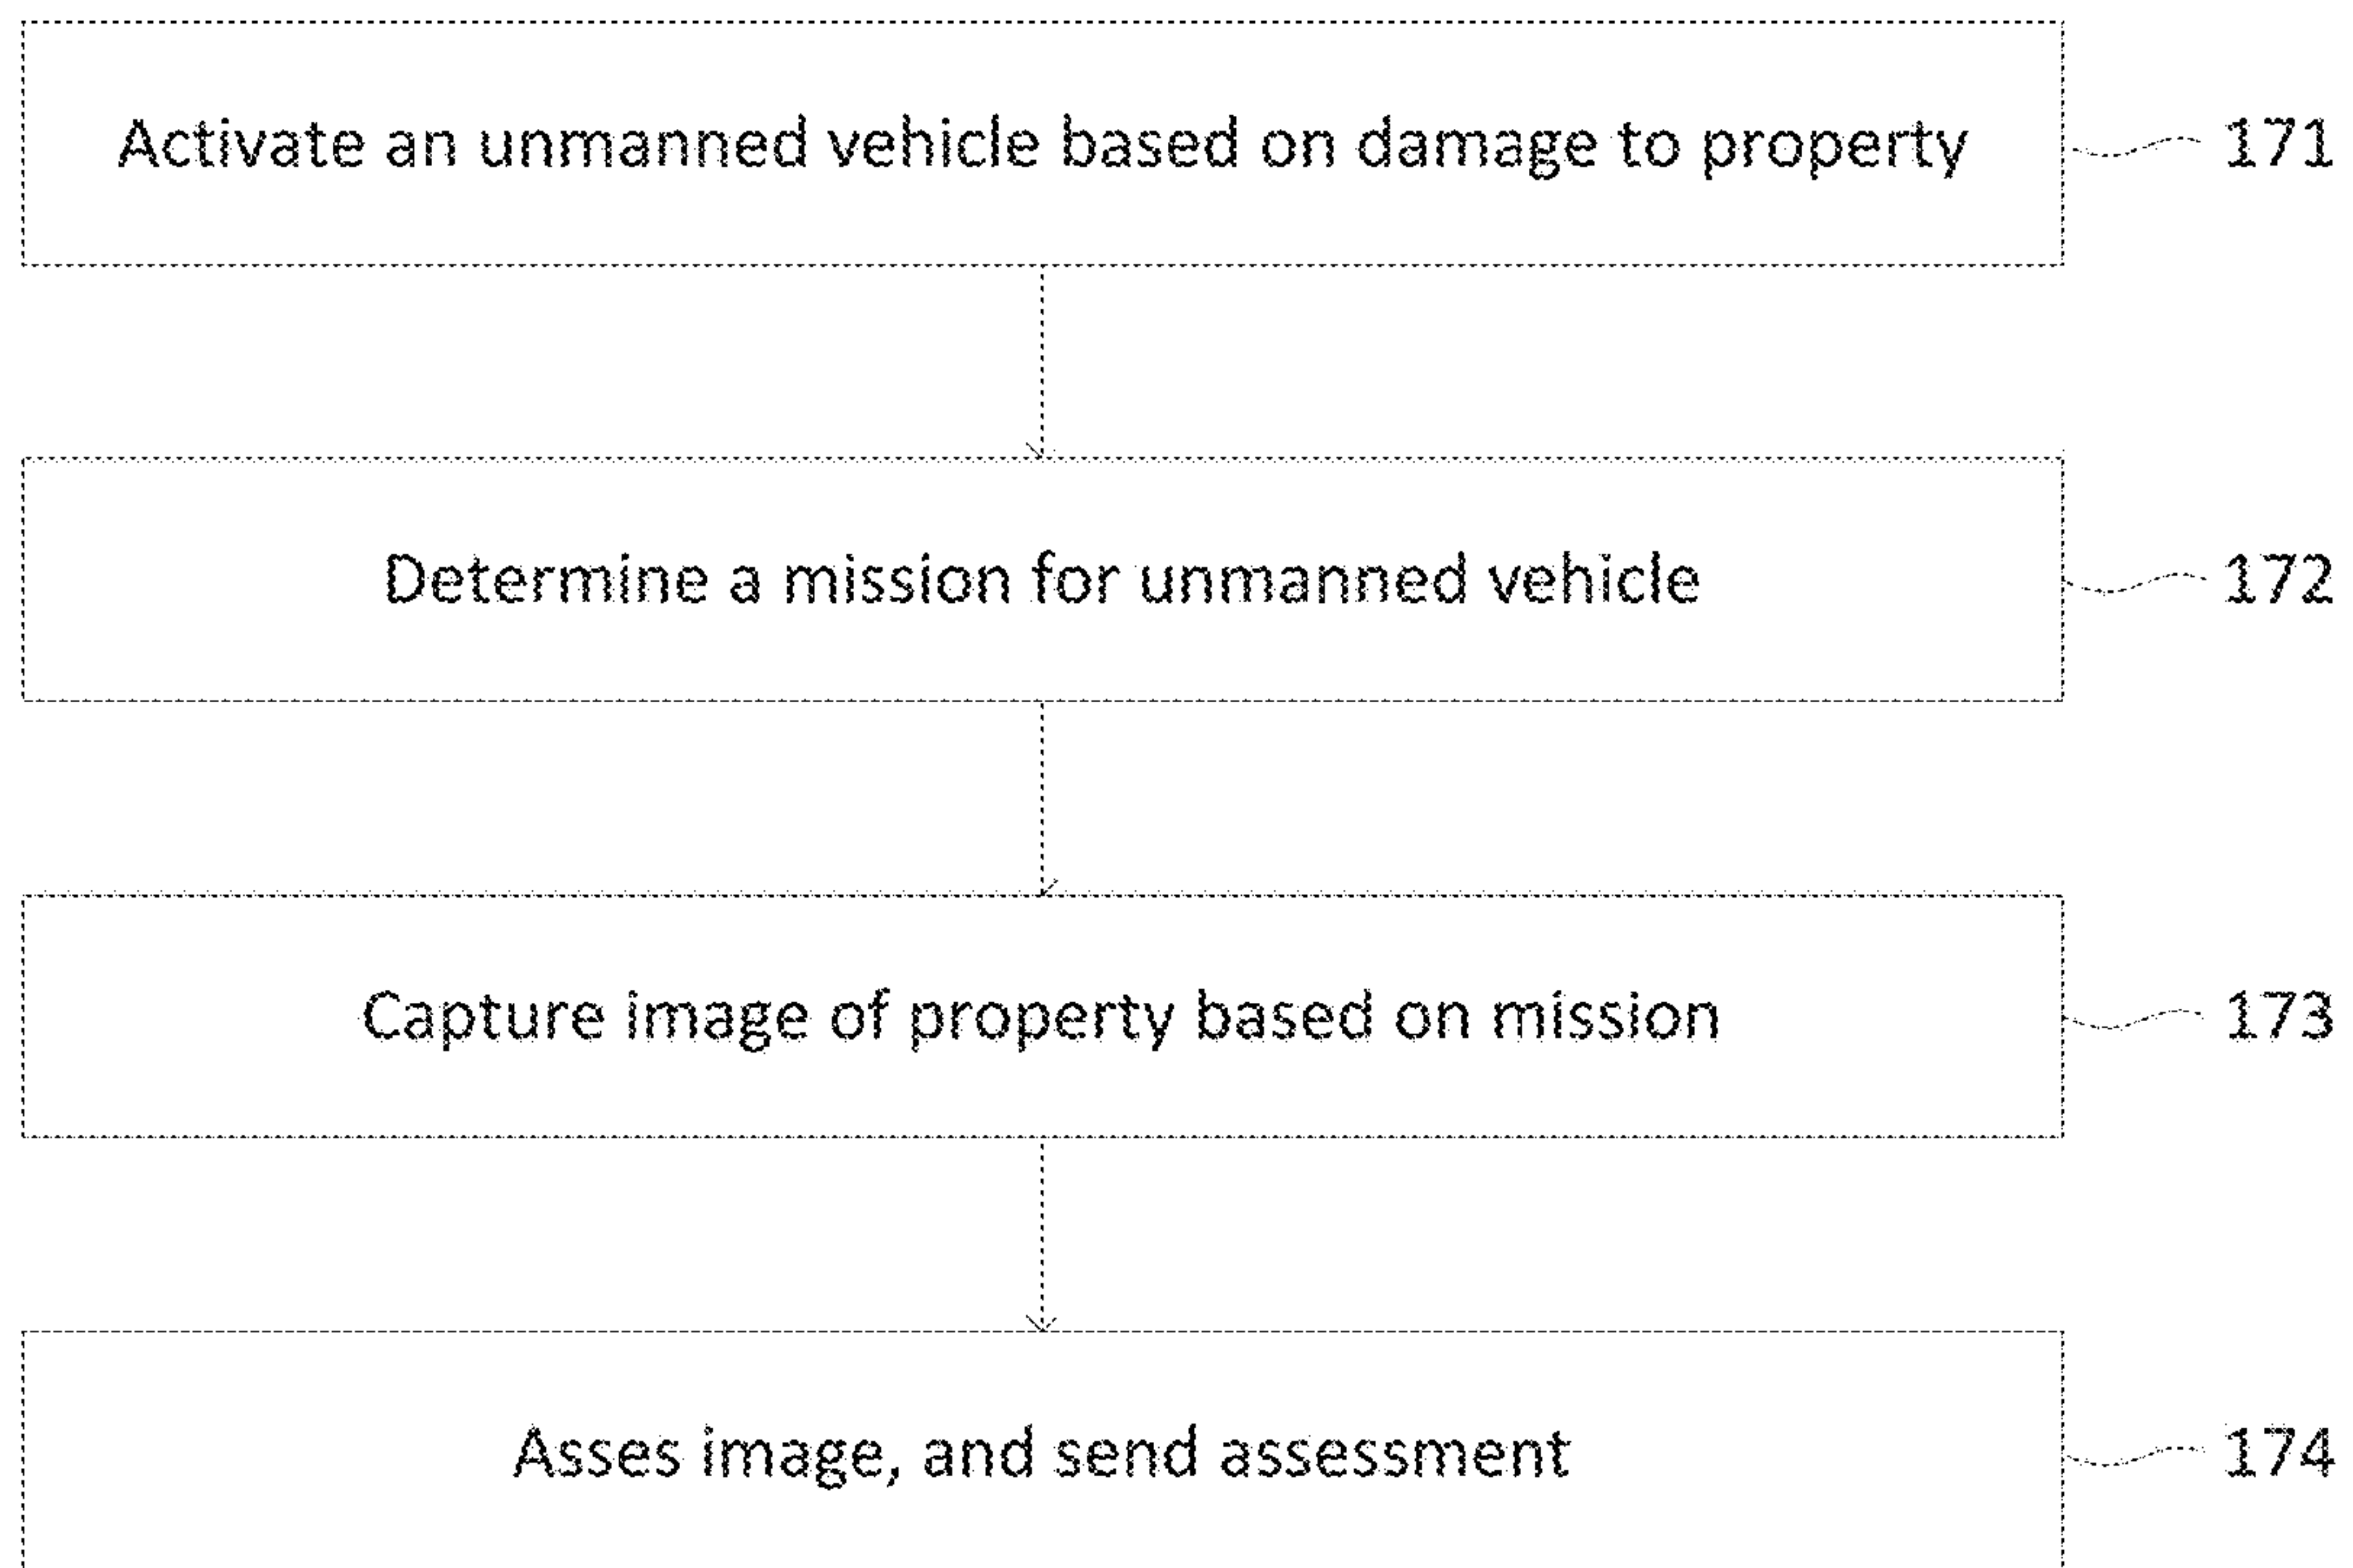 Activate an unmanned vehicle based on damage to property 171
Determine a mission for unmanned vehicle 172
Capture image of property based on mission 173
Asses image, and send assessment 174